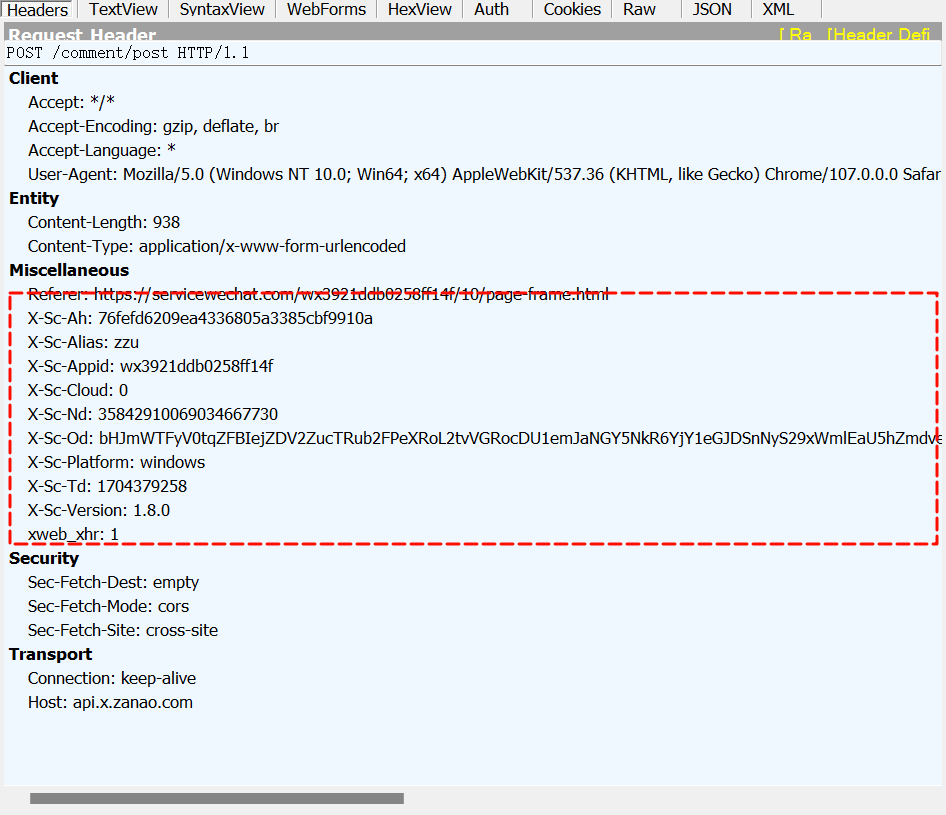 Headers TextView SyntaxView WebForms HexView Auth Cookies Raw JSON XML
Request Header [ Ra [Header Defi
POST /comment/post HTTP/1.1
Client
Accept: */*
Accept-Encoding: gzip, deflate, br
Accept-Language: *
User-Agent: Mozilla/5.0 (Windows NT 10.0; Win64; x64) AppleWebKit/537.36 (KHTML, like Gecko) Chrome/107.0.0.0 Safar
Entity
Content-Length: 938
Content-Type: application/x-www-form-urlencoded
Miscellaneous
Referer: https://servicewechat.com/wx3921ddb0258ff14f/10/page-frame.html
X-Sc-Ah: 76fefd6209ea4336805a3385cbf9910a
X-Sc-Alias: zzu
X-Sc-Appid: wx3921ddb0258ff14f
X-Sc-Cloud: 0
X-Sc-Nd: 35842910069034667730
X-Sc-Od: bHJmWTFyV0tqZFBIejZDV2ZucTRub2FPeXRoL2tvVGRocDU1emJaNGY5NkR6YjY1eGJDSnNyS29xWmlEaU5hZmdve
X-Sc-Platform: windows
X-Sc-Td: 1704379258
X-Sc-Version: 1.8.0
xweb_xhr: 1
Security
Sec-Fetch-Dest: empty
Sec-Fetch-Mode: cors
Sec-Fetch-Site: cross-site
Transport
Connection: keep-alive
Host: api.x.zanao.com